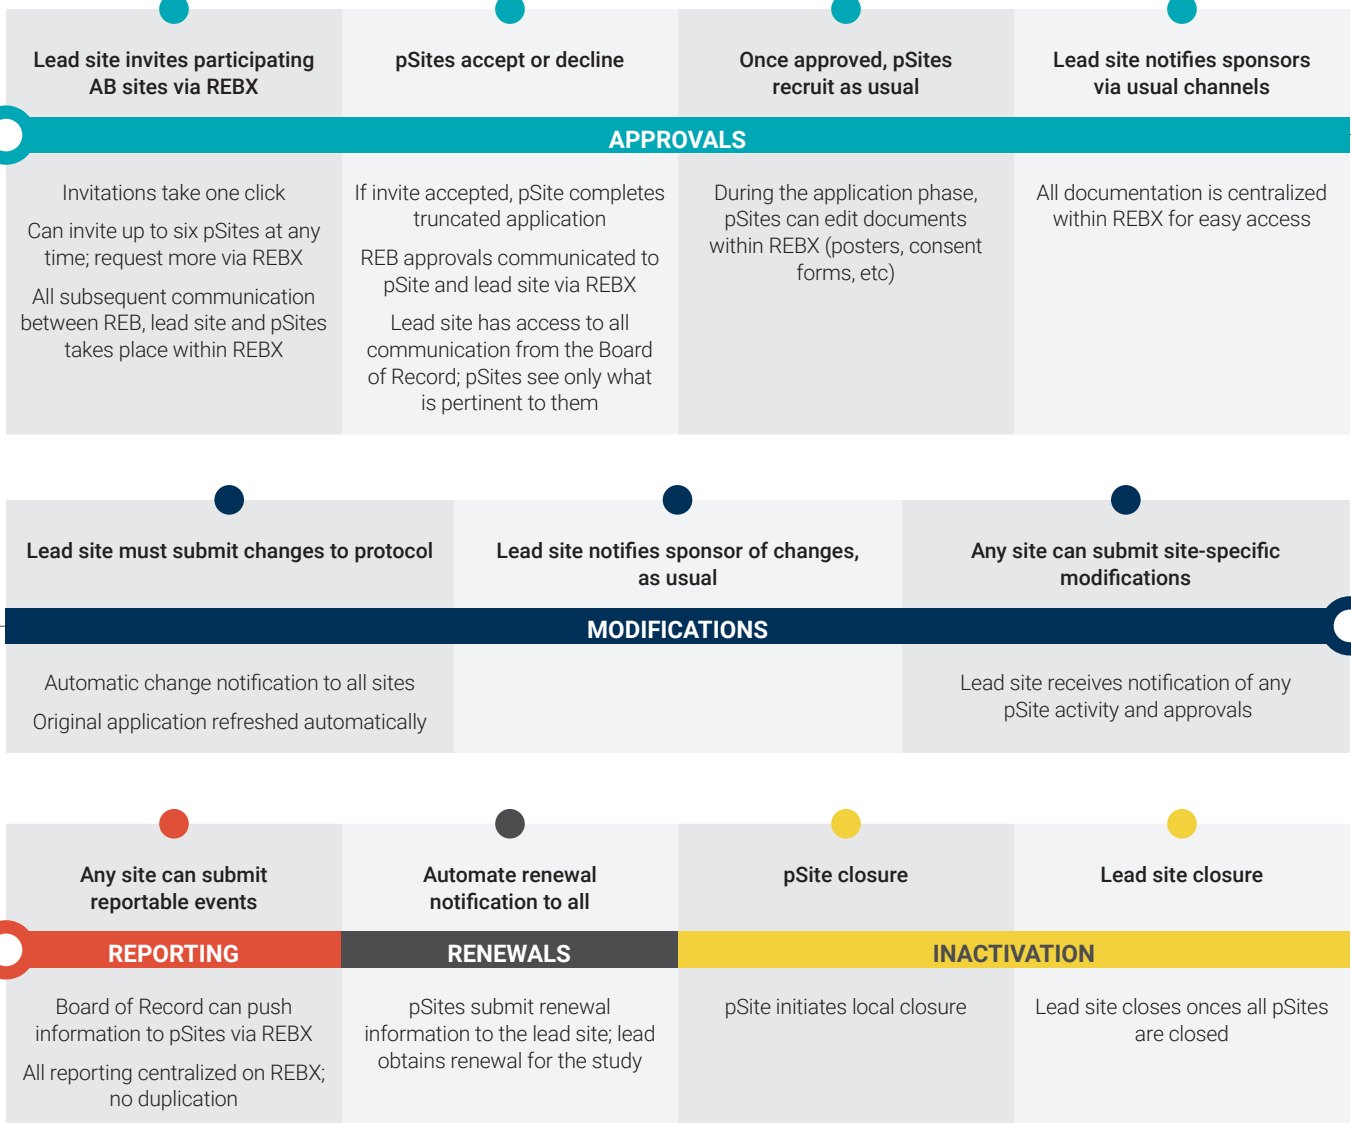 Lead site invites participating
AB sites via REBX
pSites accept or decline
Once approved, pSites
recruit as usual
Lead site notifies sponsors
via usual channels
APPROVALS
Invitations take one click
Can invite up to six pSites at any
time; request more via REBX
All subsequent communication
between REB, lead site and pSites
takes place within REBX
If invite accepted, pSite completes
truncated application
REB approvals communicated to
pSite and lead site via REBX
Lead site has access to all
communication from the Board
of Record; pSites see only what
is pertinent to them
During the application phase,
pSites can edit documents
within REBX (posters, consent
forms, etc)
All documentation is centralized
within REBX for easy access
Lead site must submit changes to protocol
Lead site notifies sponsor of changes,
as usual
Any site can submit site-specific
modifications
MODIFICATIONS
Automatic change notification to all sites
Original application refreshed automatically
Lead site receives notification of any
pSite activity and approvals
Any site can submit
reportable events
Automate renewal
notification to all
pSite closure
Lead site closure
REPORTING
RENEWALS
INACTIVATION
Board of Record can push
information to pSites via REBX
All reporting centralized on REBX;
no duplication
pSites submit renewal
information to the lead site; lead
obtains renewal for the study
pSite initiates local closure
Lead site closes onces all pSites
are closed